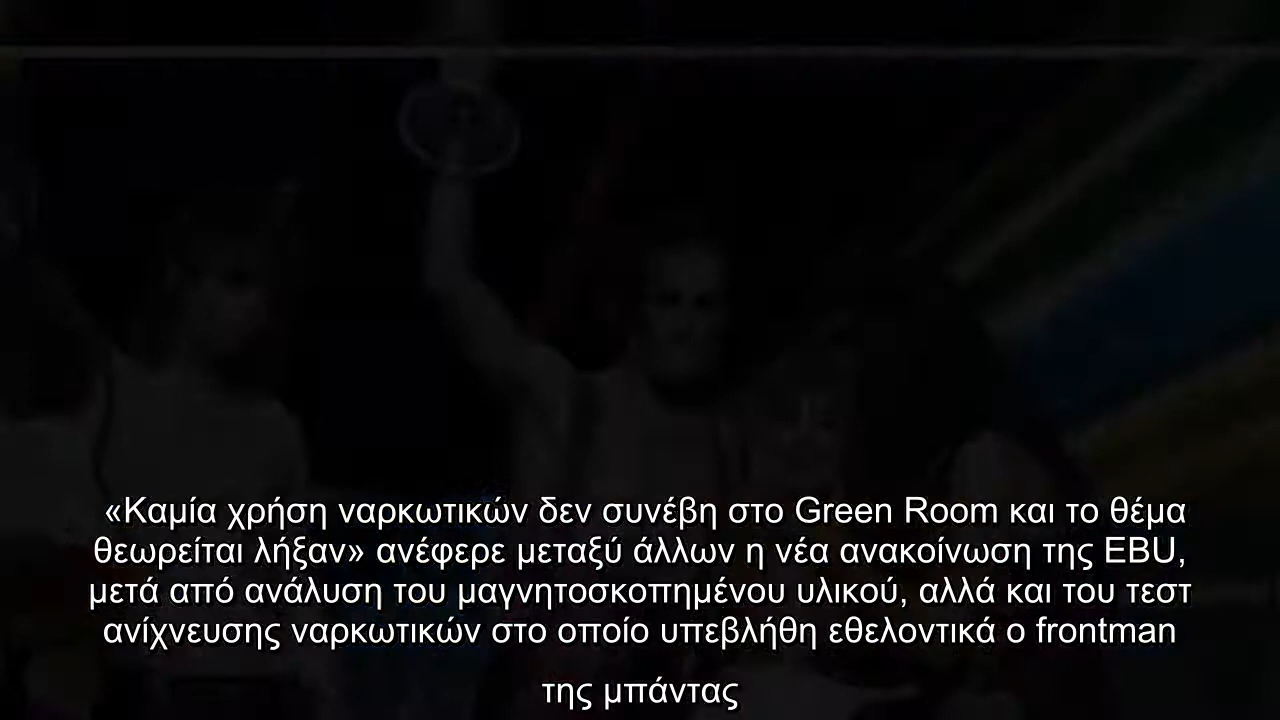 «Καμία χρήση ναρκωτικών δεν συνέβη στο Green Room και το θέμα
θεωρείται λήξαν» ανέφερε μεταξύ άλλων η νέα ανακοίνωση της EBU,
μετά από ανάλυση του μαγνητοσκοπημένου υλικού, αλλά και του τεστ
ανίχνευσης ναρκωτικών στο οποίο υπεβλήθη εθελοντικά ο frontman
της μπάντας